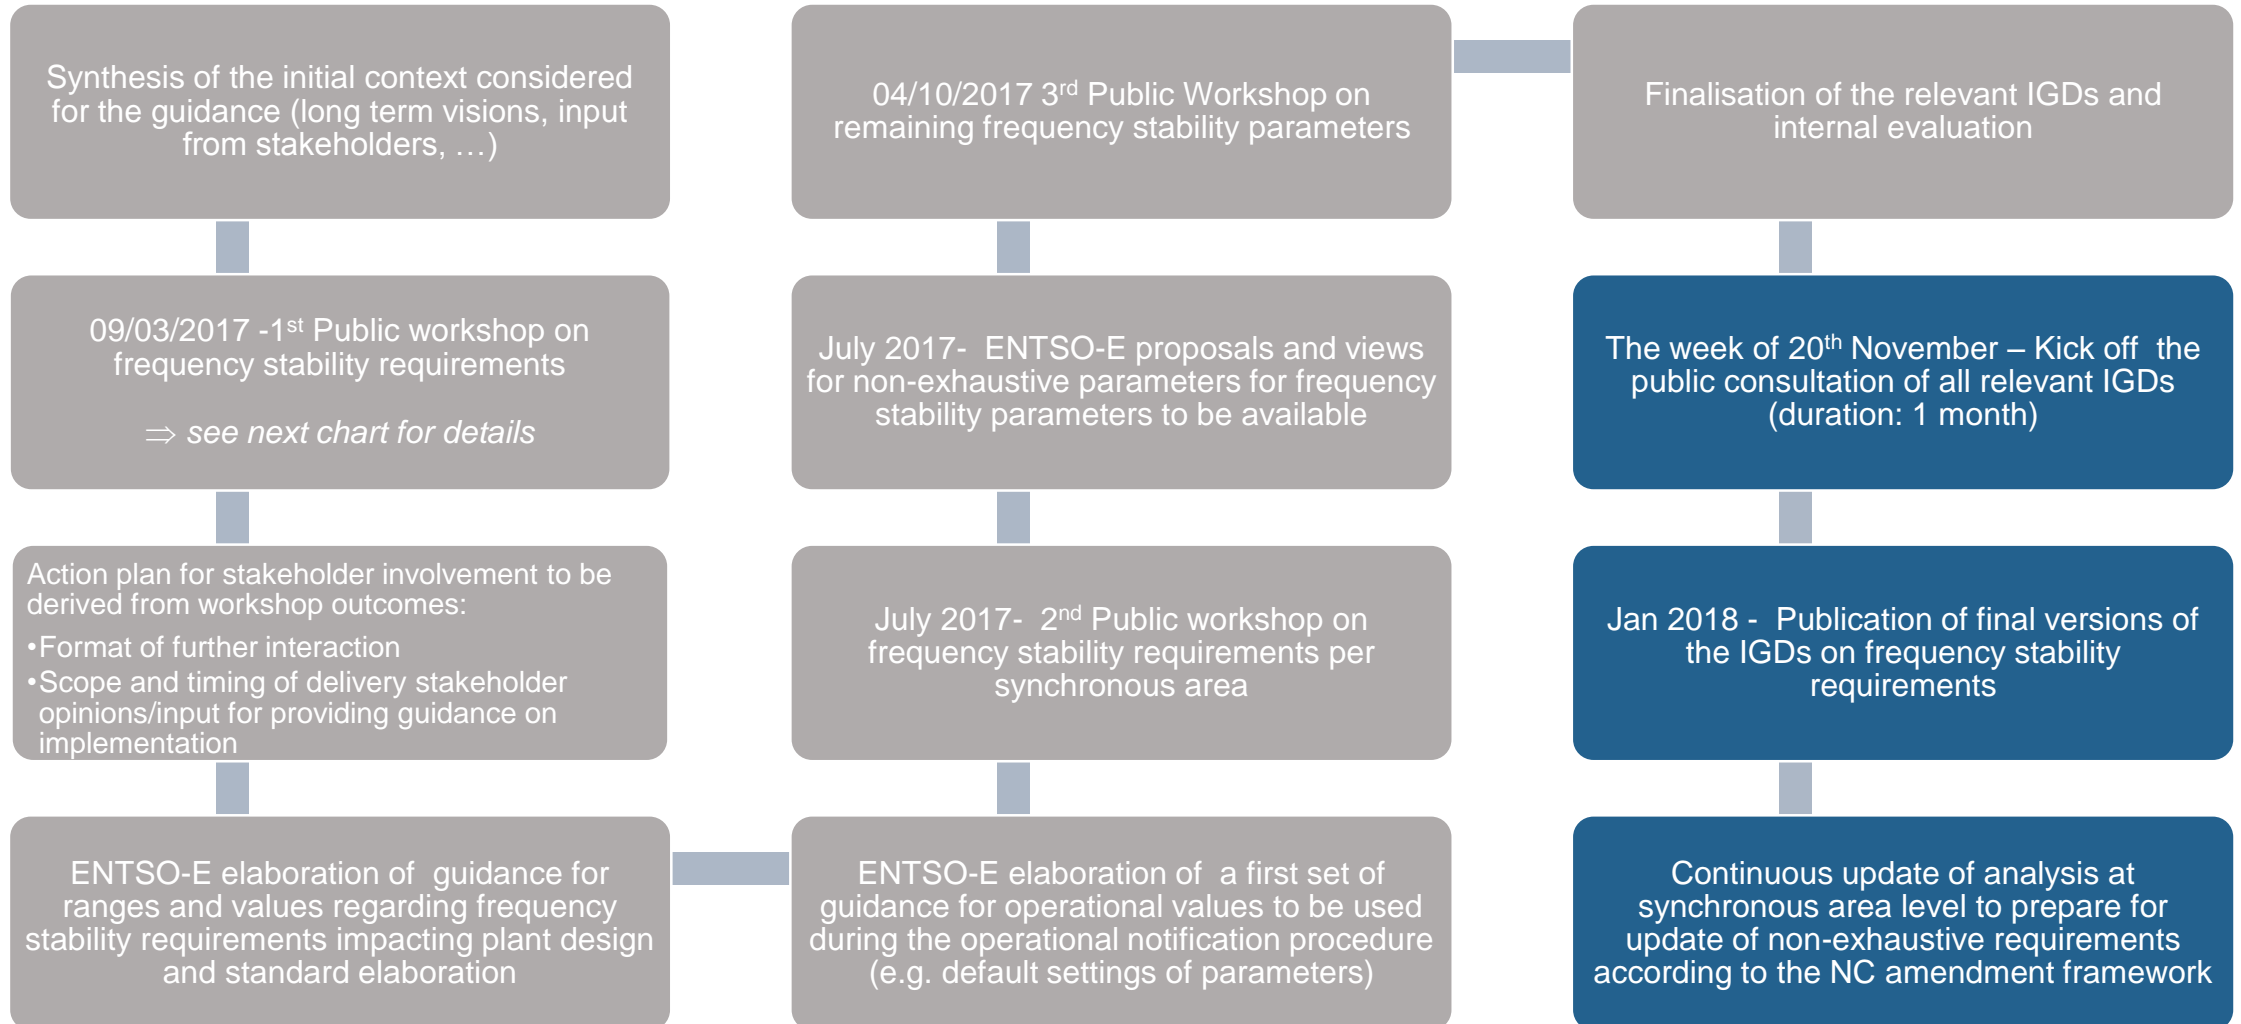 Synthesis of the initial context considered
for the guidance (long term visions, input
from stakeholders, …)
09/03/2017 -1st Public workshop on
frequency stability requirements
⇒ see next chart for details
Action plan for stakeholder involvement to be
derived from workshop outcomes:
•Format of further interaction
•Scope and timing of delivery stakeholder
opinions/input for providing guidance on
implementation
ENTSO-E elaboration of  guidance for
ranges and values regarding frequency
stability requirements impacting plant design
and standard elaboration
ENTSO-E elaboration of  a first set of
guidance for operational values to be used
during the operational notification procedure
(e.g. default settings of parameters)
July 2017-  2nd Public workshop on
frequency stability requirements per
synchronous area
July 2017-  ENTSO-E proposals and views
for non-exhaustive parameters for frequency
stability parameters to be available
04/10/2017 3rd Public Workshop on
remaining frequency stability parameters
Finalisation of the relevant IGDs and
internal evaluation
The week of 20th November – Kick off  the
public consultation of all relevant IGDs
(duration: 1 month)
Jan 2018 -  Publication of final versions of
the IGDs on frequency stability
requirements
Continuous update of analysis at
synchronous area level to prepare for
update of non-exhaustive requirements
according to the NC amendment framework